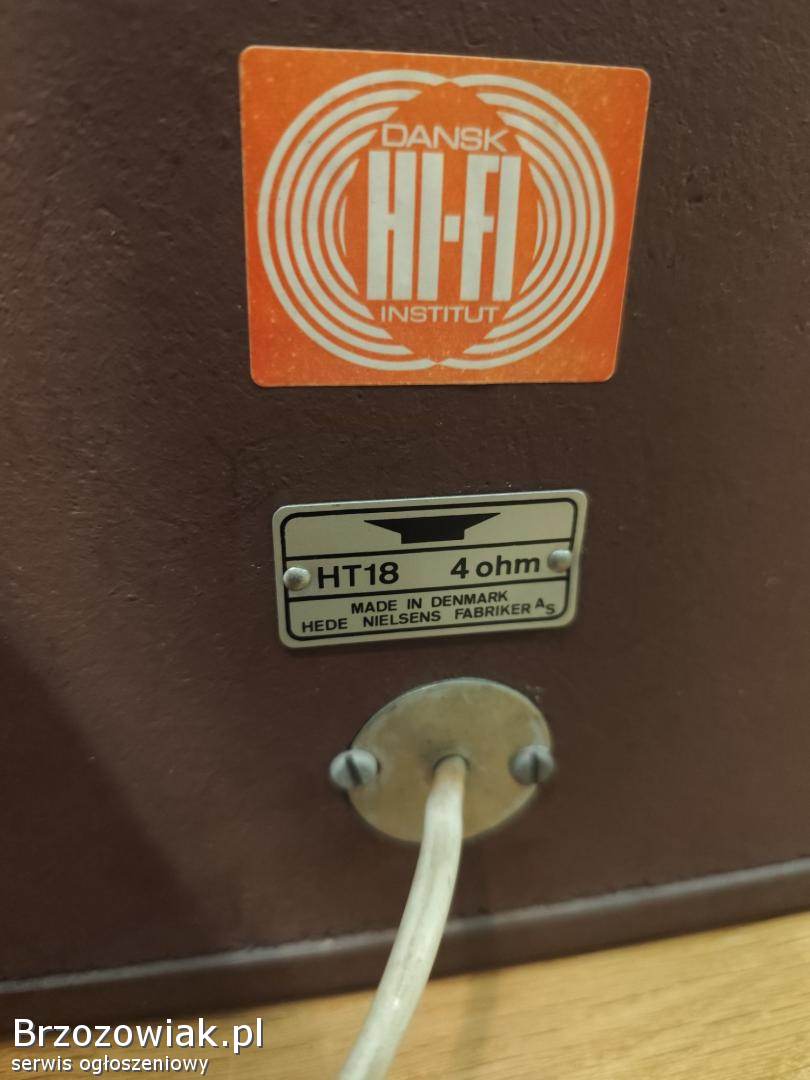 DANSK
HI-FI
INSTITUT
HT18 4 ohm
MADE IN DENMARK
HEDE NIELSENS FABRIKER A/S
Brzozowiak.pl
serwis ogłoszeniowy